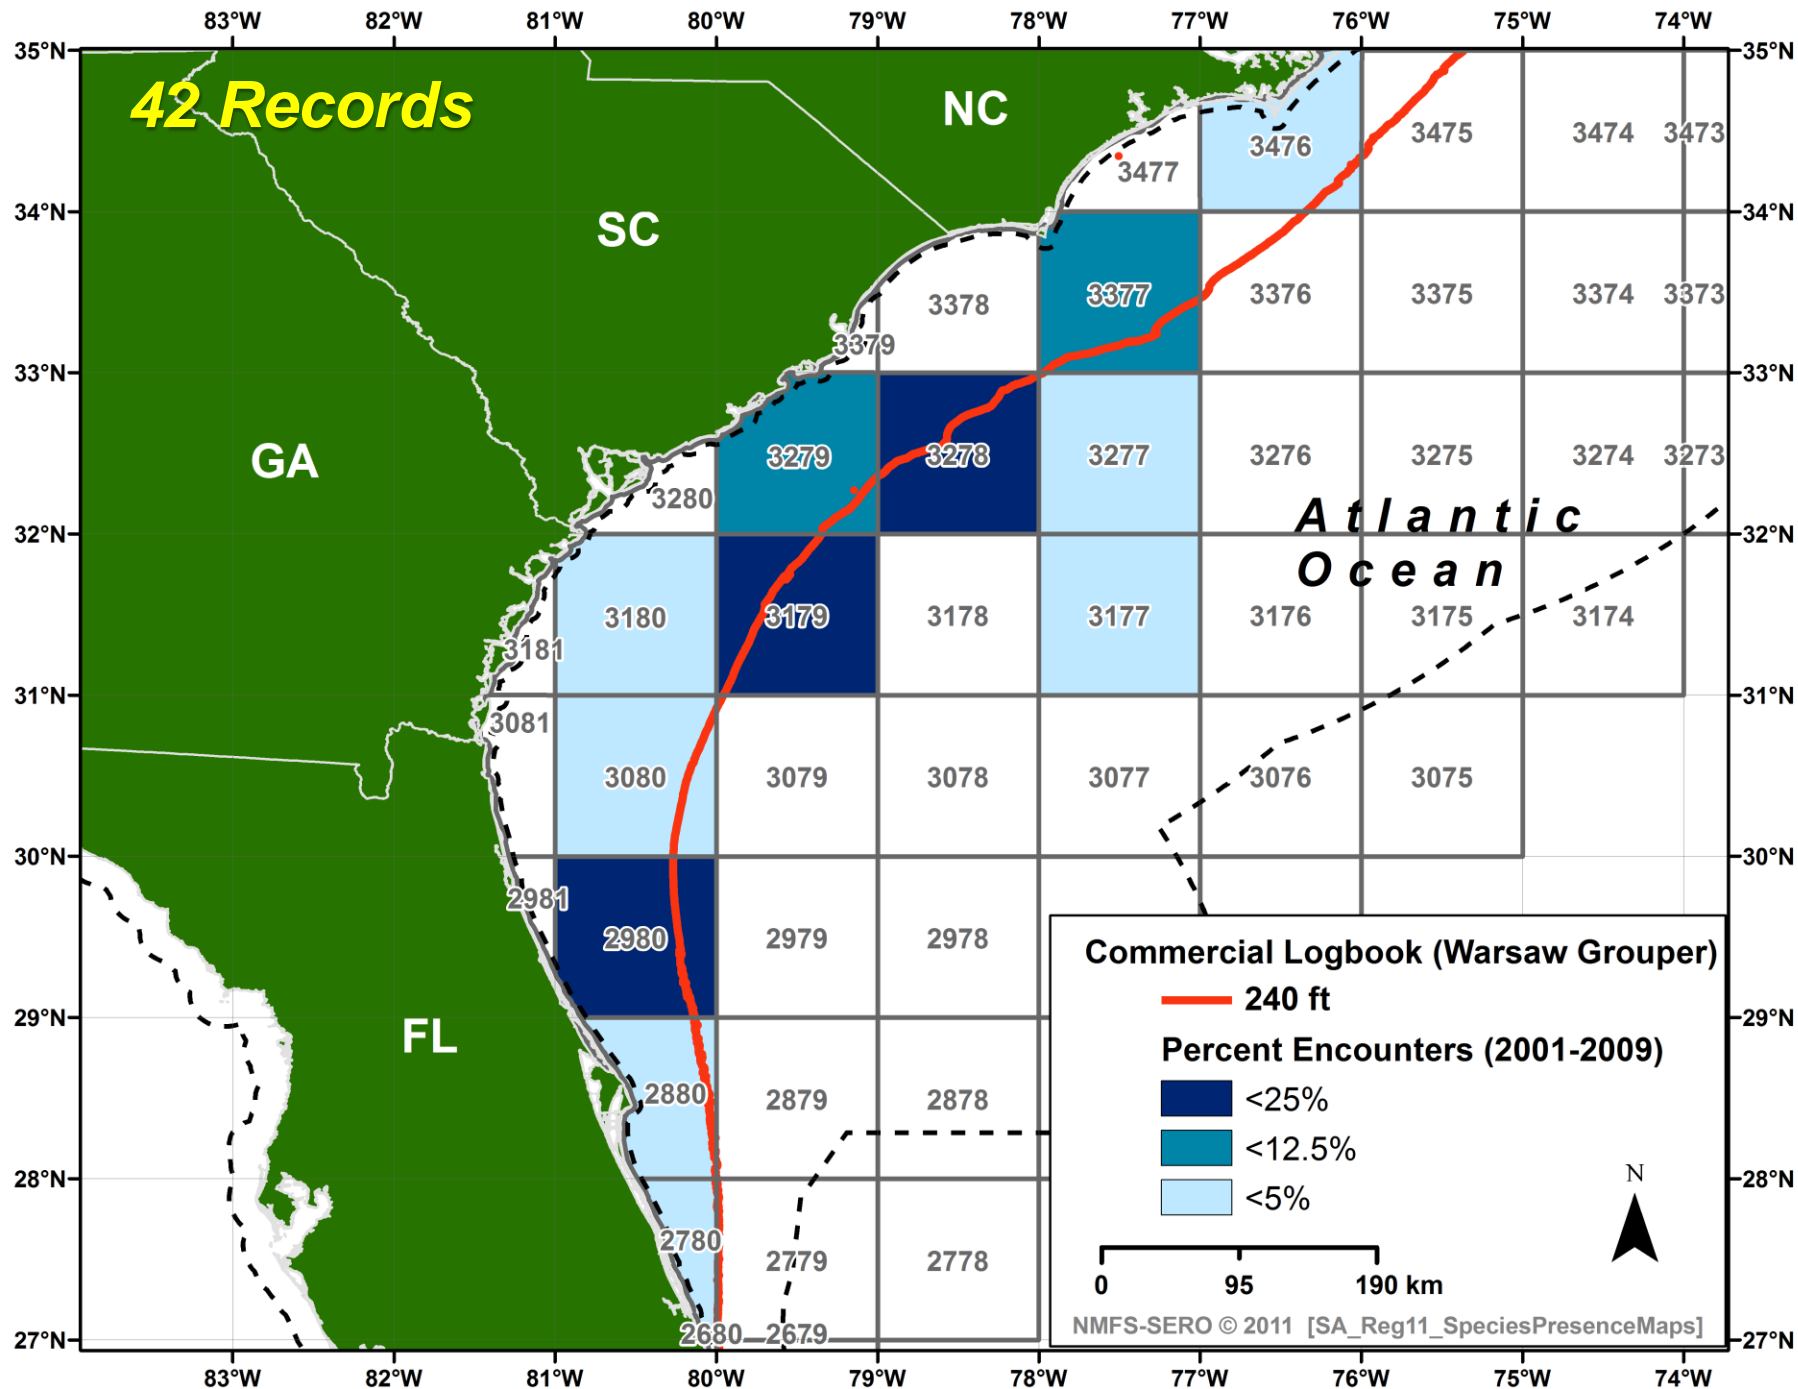 83°W 82°W 81°W 80°W 79°W 78°W 77°W 76°W 75°W 74°W
35°N 35°N
42 Records
NC
3475 3474 3473
3476
3477
34°N 34°N
SC
3377 3376 3375 3374 3373
3378
3379
33°N 33°N
GA
3279 3278 3277 3276 3275 3274 3273
3280
Atlantic
32°N 32°N
Ocean
3180 3179 3178 3177 3176 3175 3174
3181
31°N 31°N
3081
3080 3079 3078 3077 3076 3075
30°N 30°N
2981
2980 2979 2978
Commercial Logbook (Warsaw Grouper)
240 ft
29°N 29°N
FL
Percent Encounters (2001-2009)
2880 2879 2878
<25%
<12.5%
<5%
28°N 28°N
N
2780 2779 2778
0 95 190 km
NMFS-SERO © 2011 [SA_Reg11_SpeciesPresenceMaps]
2680 2679
27°N 27°N
83°W 82°W 81°W 80°W 79°W 78°W 77°W 76°W 75°W 74°W